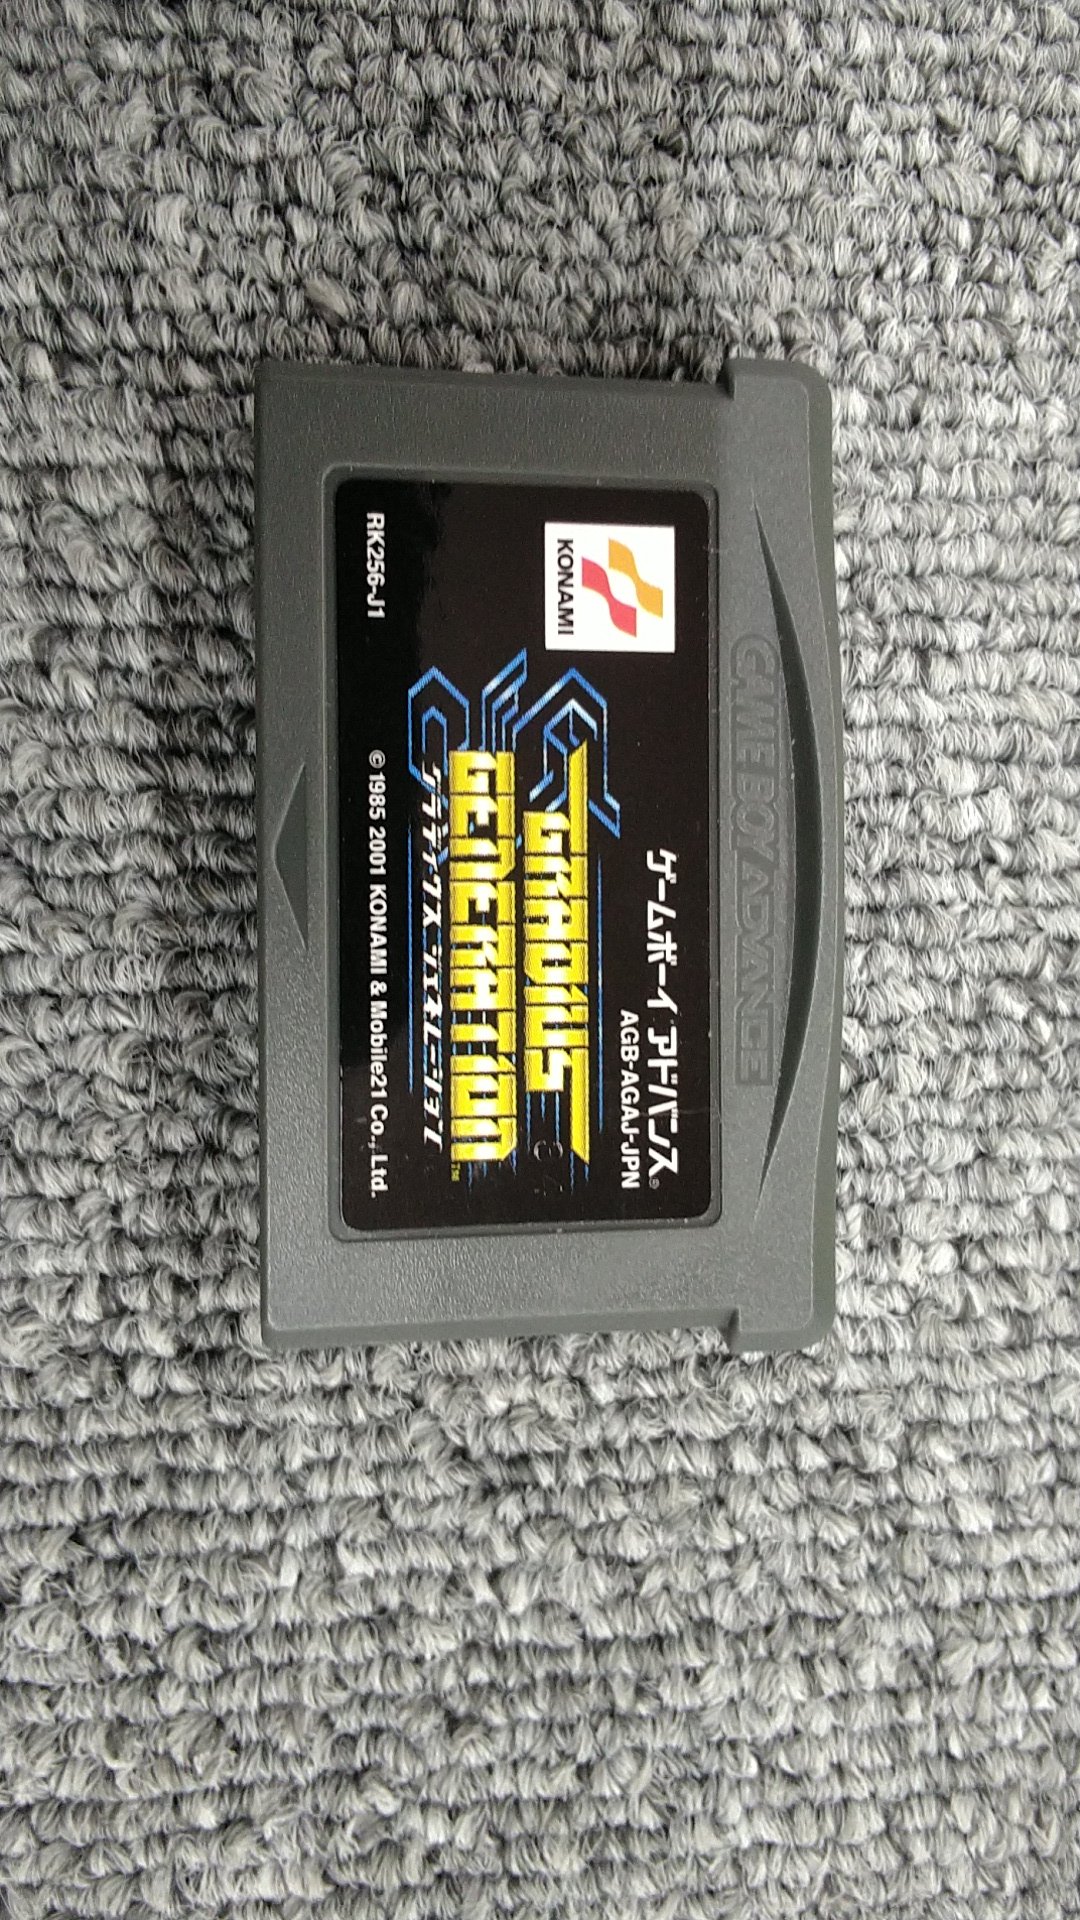 GAME BOY ADVANCE
ゲームボーイアドバンス®
AGB-AGAJ-JPN
KONAMI
GRADIUS
GENERATION™
グラディウス ジェネレーション
RK256-J1
© 1985 2001 KONAMI & Mobile21 Co., Ltd.